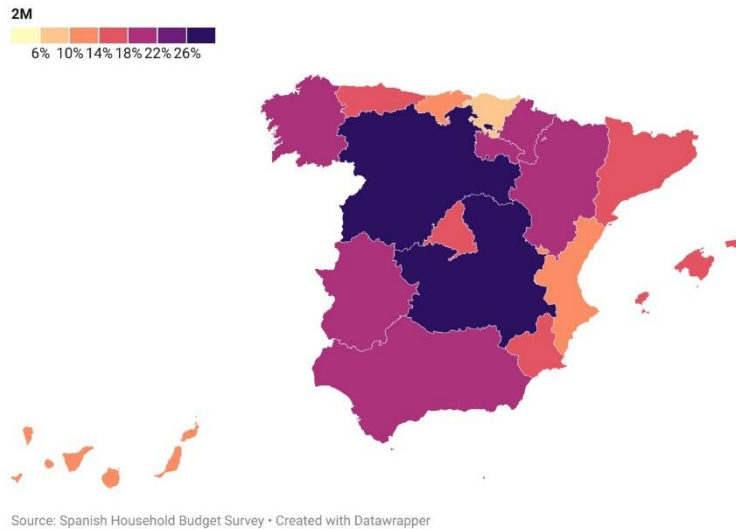 2M
6% 10% 14% 18% 22% 26%
Source: Spanish Household Budget Survey • Created with Datawrapper